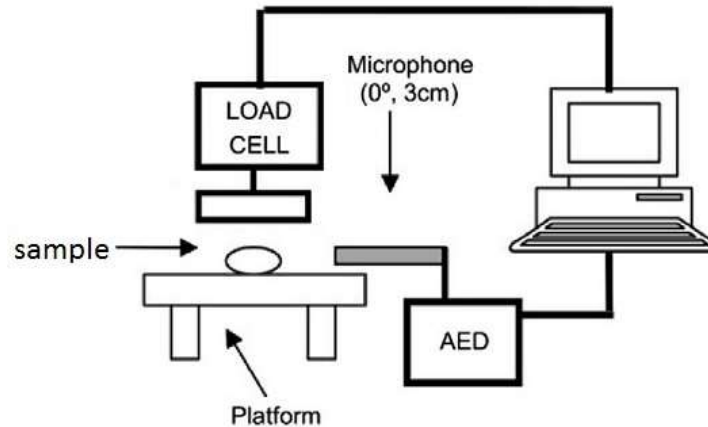 Microphone
(0º, 3cm)
LOAD
CELL
sample
AED
Platform